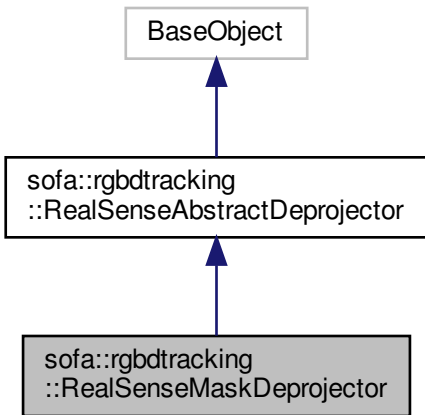 BaseObject
sofa::rgbdtracking
::RealSenseAbstractDeprojector
sofa::rgbdtracking
::RealSenseMaskDeprojector